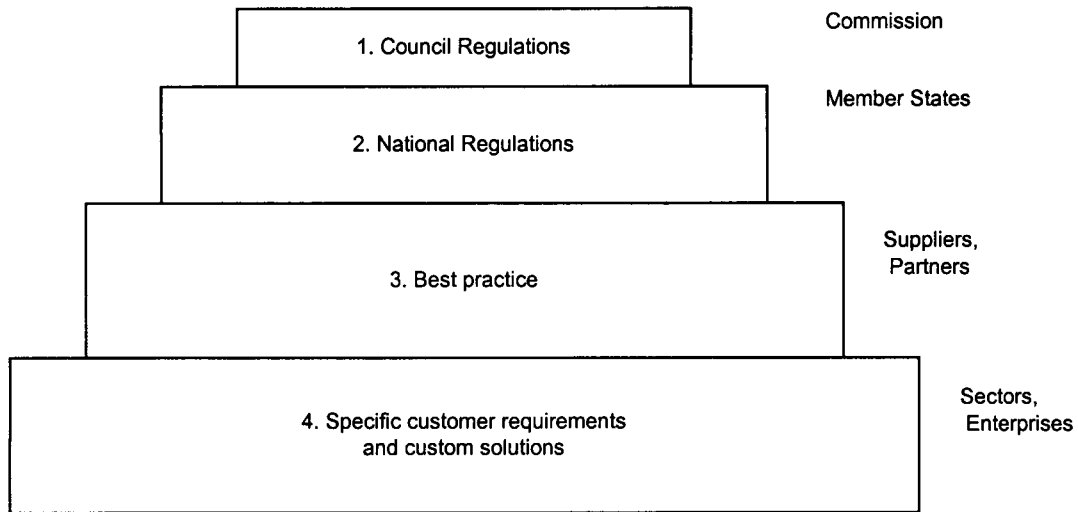 1. Council Regulations
Commission
2. National Regulations
Member States
3. Best practice
Suppliers,
Partners
4. Specific customer requirements
and custom solutions
Sectors,
Enterprises